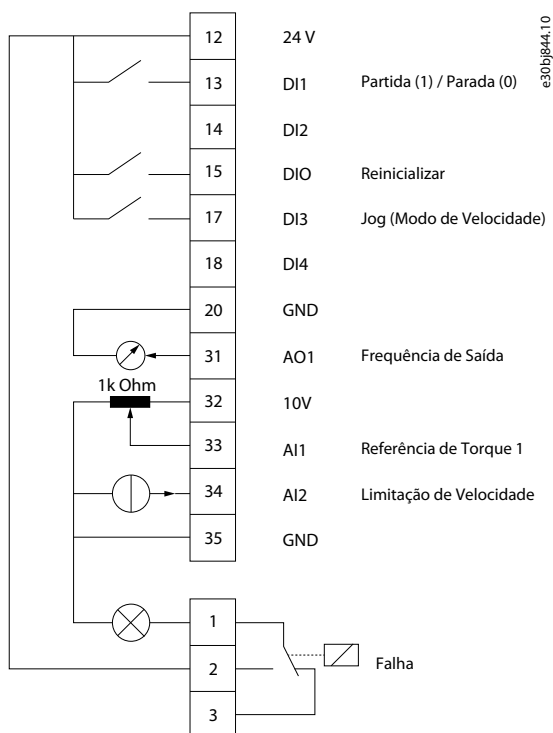 e30bj844.10
12 24 V
13 DI1 Partida (1) / Parada (0)
14 DI2
15 DIO Reinicializar
17 DI3 Jog (Modo de Velocidade)
18 DI4
20 GND
31 AO1 Frequência de Saída
1k Ohm
32 10V
33 AI1 Referência de Torque 1
34 AI2 Limitação de Velocidade
35 GND
1
2
Falha
3